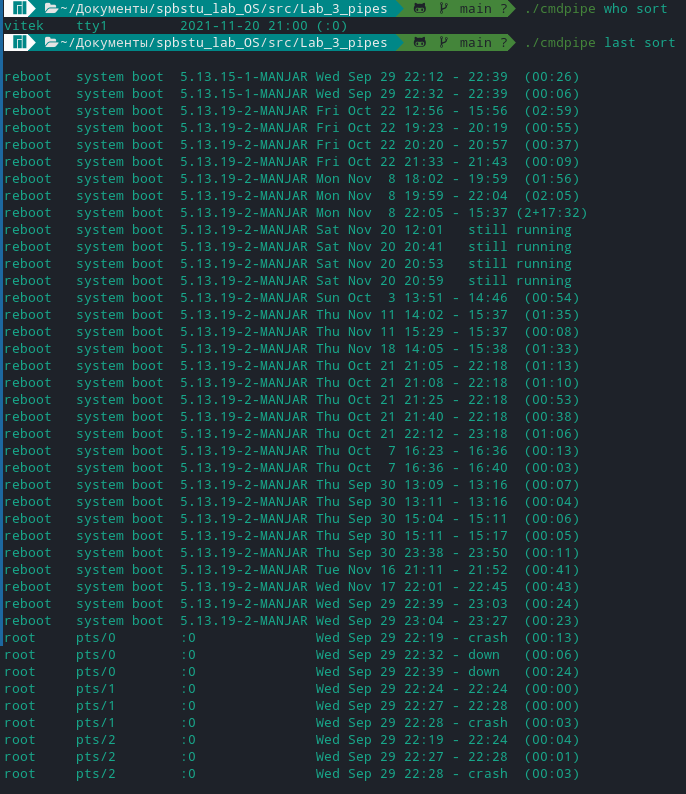 ~/Документы/spbstu_lab_OS/src/Lab_3_pipes main ? ./cmdpipe who sort
vitek    tty1         2021-11-20 21:00 (:0)
~/Документы/spbstu_lab_OS/src/Lab_3_pipes main ? ./cmdpipe last sort
reboot   system boot  5.13.15-1-MANJAR Wed Sep 29 22:12 - 22:39  (00:26)
reboot   system boot  5.13.15-1-MANJAR Wed Sep 29 22:32 - 22:39  (00:06)
reboot   system boot  5.13.19-2-MANJAR Fri Oct 22 12:56 - 15:56  (02:59)
reboot   system boot  5.13.19-2-MANJAR Fri Oct 22 19:23 - 20:19  (00:55)
reboot   system boot  5.13.19-2-MANJAR Fri Oct 22 20:20 - 20:57  (00:37)
reboot   system boot  5.13.19-2-MANJAR Fri Oct 22 21:33 - 21:43  (00:09)
reboot   system boot  5.13.19-2-MANJAR Mon Nov  8 18:02 - 19:59  (01:56)
reboot   system boot  5.13.19-2-MANJAR Mon Nov  8 19:59 - 22:04  (02:05)
reboot   system boot  5.13.19-2-MANJAR Mon Nov  8 22:05 - 15:37 (2+17:32)
reboot   system boot  5.13.19-2-MANJAR Sat Nov 20 12:01   still running
reboot   system boot  5.13.19-2-MANJAR Sat Nov 20 20:41   still running
reboot   system boot  5.13.19-2-MANJAR Sat Nov 20 20:53   still running
reboot   system boot  5.13.19-2-MANJAR Sat Nov 20 20:59   still running
reboot   system boot  5.13.19-2-MANJAR Sun Oct  3 13:51 - 14:46  (00:54)
reboot   system boot  5.13.19-2-MANJAR Thu Nov 11 14:02 - 15:37  (01:35)
reboot   system boot  5.13.19-2-MANJAR Thu Nov 11 15:29 - 15:37  (00:08)
reboot   system boot  5.13.19-2-MANJAR Thu Nov 18 14:05 - 15:38  (01:33)
reboot   system boot  5.13.19-2-MANJAR Thu Oct 21 21:05 - 22:18  (01:13)
reboot   system boot  5.13.19-2-MANJAR Thu Oct 21 21:08 - 22:18  (01:10)
reboot   system boot  5.13.19-2-MANJAR Thu Oct 21 21:25 - 22:18  (00:53)
reboot   system boot  5.13.19-2-MANJAR Thu Oct 21 21:40 - 22:18  (00:38)
reboot   system boot  5.13.19-2-MANJAR Thu Oct 21 22:12 - 23:18  (01:06)
reboot   system boot  5.13.19-2-MANJAR Thu Oct  7 16:23 - 16:36  (00:13)
reboot   system boot  5.13.19-2-MANJAR Thu Oct  7 16:36 - 16:40  (00:03)
reboot   system boot  5.13.19-2-MANJAR Thu Sep 30 13:09 - 13:16  (00:07)
reboot   system boot  5.13.19-2-MANJAR Thu Sep 30 13:11 - 13:16  (00:04)
reboot   system boot  5.13.19-2-MANJAR Thu Sep 30 15:04 - 15:11  (00:06)
reboot   system boot  5.13.19-2-MANJAR Thu Sep 30 15:11 - 15:17  (00:05)
reboot   system boot  5.13.19-2-MANJAR Thu Sep 30 23:38 - 23:50  (00:11)
reboot   system boot  5.13.19-2-MANJAR Tue Nov 16 21:11 - 21:52  (00:41)
reboot   system boot  5.13.19-2-MANJAR Wed Nov 17 22:01 - 22:45  (00:43)
reboot   system boot  5.13.19-2-MANJAR Wed Sep 29 22:39 - 23:03  (00:24)
reboot   system boot  5.13.19-2-MANJAR Wed Sep 29 23:04 - 23:27  (00:23)
root     pts/0        :0               Wed Sep 29 22:19 - crash  (00:13)
root     pts/0        :0               Wed Sep 29 22:32 - down   (00:06)
root     pts/0        :0               Wed Sep 29 22:39 - down   (00:24)
root     pts/1        :0               Wed Sep 29 22:24 - 22:24  (00:00)
root     pts/1        :0               Wed Sep 29 22:27 - 22:28  (00:00)
root     pts/1        :0               Wed Sep 29 22:28 - crash  (00:03)
root     pts/2        :0               Wed Sep 29 22:19 - 22:24  (00:04)
root     pts/2        :0               Wed Sep 29 22:27 - 22:28  (00:01)
root     pts/2        :0               Wed Sep 29 22:28 - crash  (00:03)